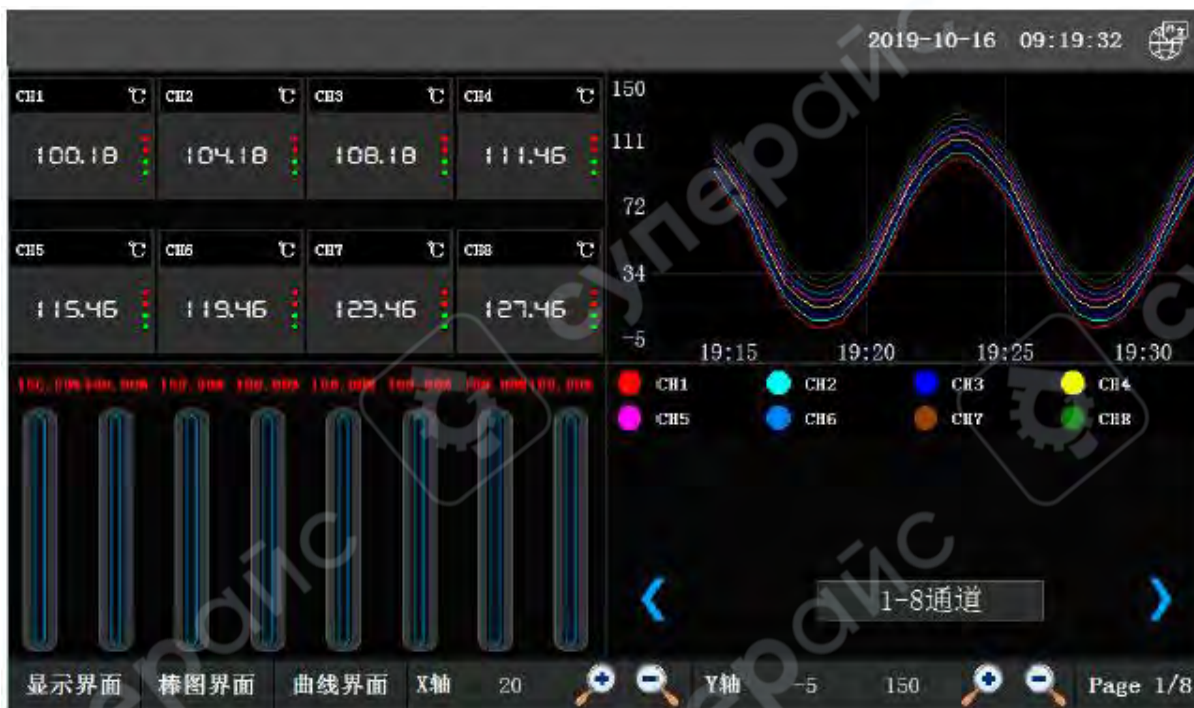 2019-10-16 09:19:32
CH1 ℃ CH2 ℃ CH3 ℃ CH4 ℃
100.18 104.18 108.18 111.46
CH5 ℃ CH6 ℃ CH7 ℃ CH8 ℃
115.46 119.46 123.46 127.46
150
111
72
34
-5
19:15 19:20 19:25 19:30
CH1 CH2 CH3 CH4
CH5 CH6 CH7 CH8
1-8通道
显示界面 棒图界面 曲线界面 X轴 20 Y轴 -5 150 Page 1/8
суперайс